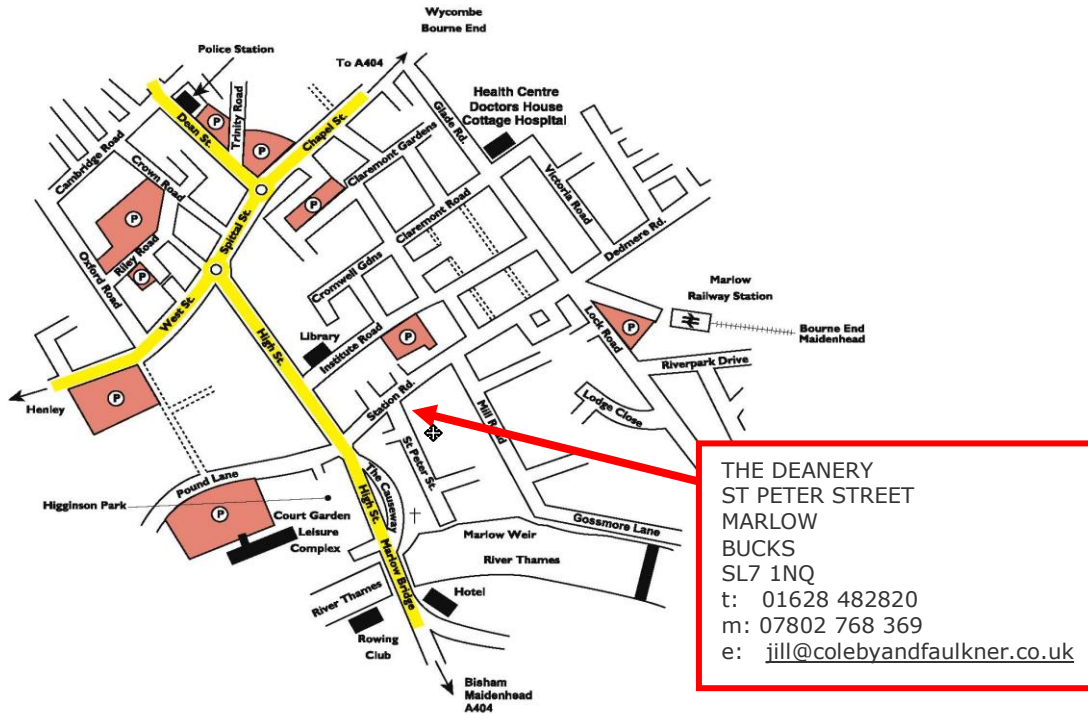 Wycombe
Bourne End
Police Station
To A404
Health Centre
Doctors House
Cottage Hospital
Glade Rd.
Trinity Road
P
Dean St.
P
Chapel St.
Claremont Gardens
Cambridge Road
Crown Road
P
Victoria Road
P
Claremont Road
Spittal St.
Riley Road
P
Oxford Road
Dedmere Rd.
Cromwell Gdns
Marlow
Railway Station
West St.
High St.
Library
Institute Road
P
Lock Road
P
Bourne End
Maidenhead
Riverpark Drive
P
Henley
Station Rd.
Mill Road
Lodge Close
St Peter St.
Pound Lane
The Causeway
High St.
Higginson Park
P
Court Garden
Leisure
Complex
Gossmore Lane
Marlow Weir
River Thames
Marlow Bridge
River Thames
Hotel
Rowing
Club
Bisham
Maidenhead
A404
THE DEANERY
ST PETER STREET
MARLOW
BUCKS
SL7 1NQ
t: 01628 482820
m: 07802 768 369
e: jill@colebyandfaulkner.co.uk